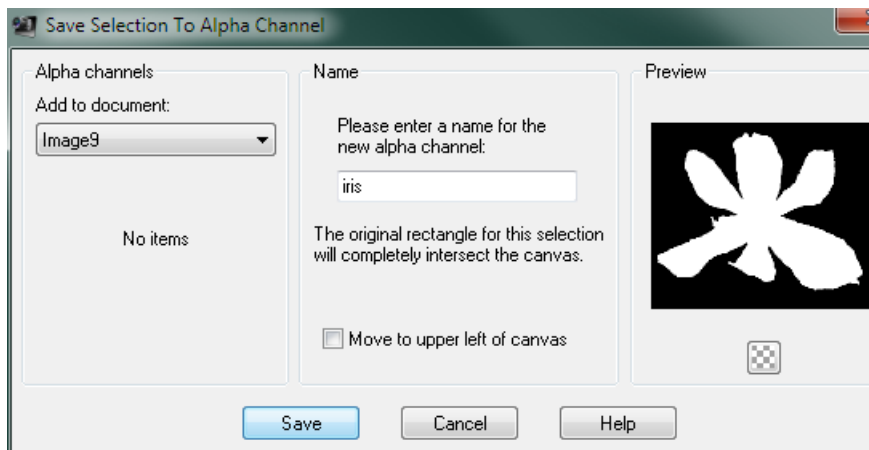 Save Selection To Alpha Channel
Alpha channels
Add to document:
Image9
No items
Name
Please enter a name for the
new alpha channel:
iris
The original rectangle for this selection
will completely intersect the canvas.
Move to upper left of canvas
Preview
Save
Cancel
Help